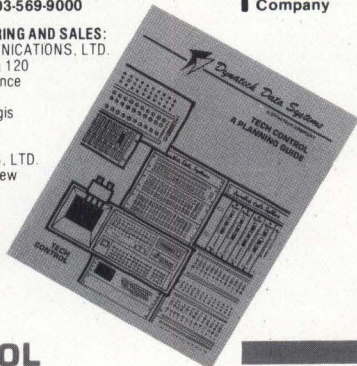 03-569-9000
Company
RING AND SALES:
NICATIONS, LTD.
120
nce
gis
, LTD.
ew
Dynatech Data Systems
TECH CONTROL
A PLANNING GUIDE
TECH
CONTROL
OL